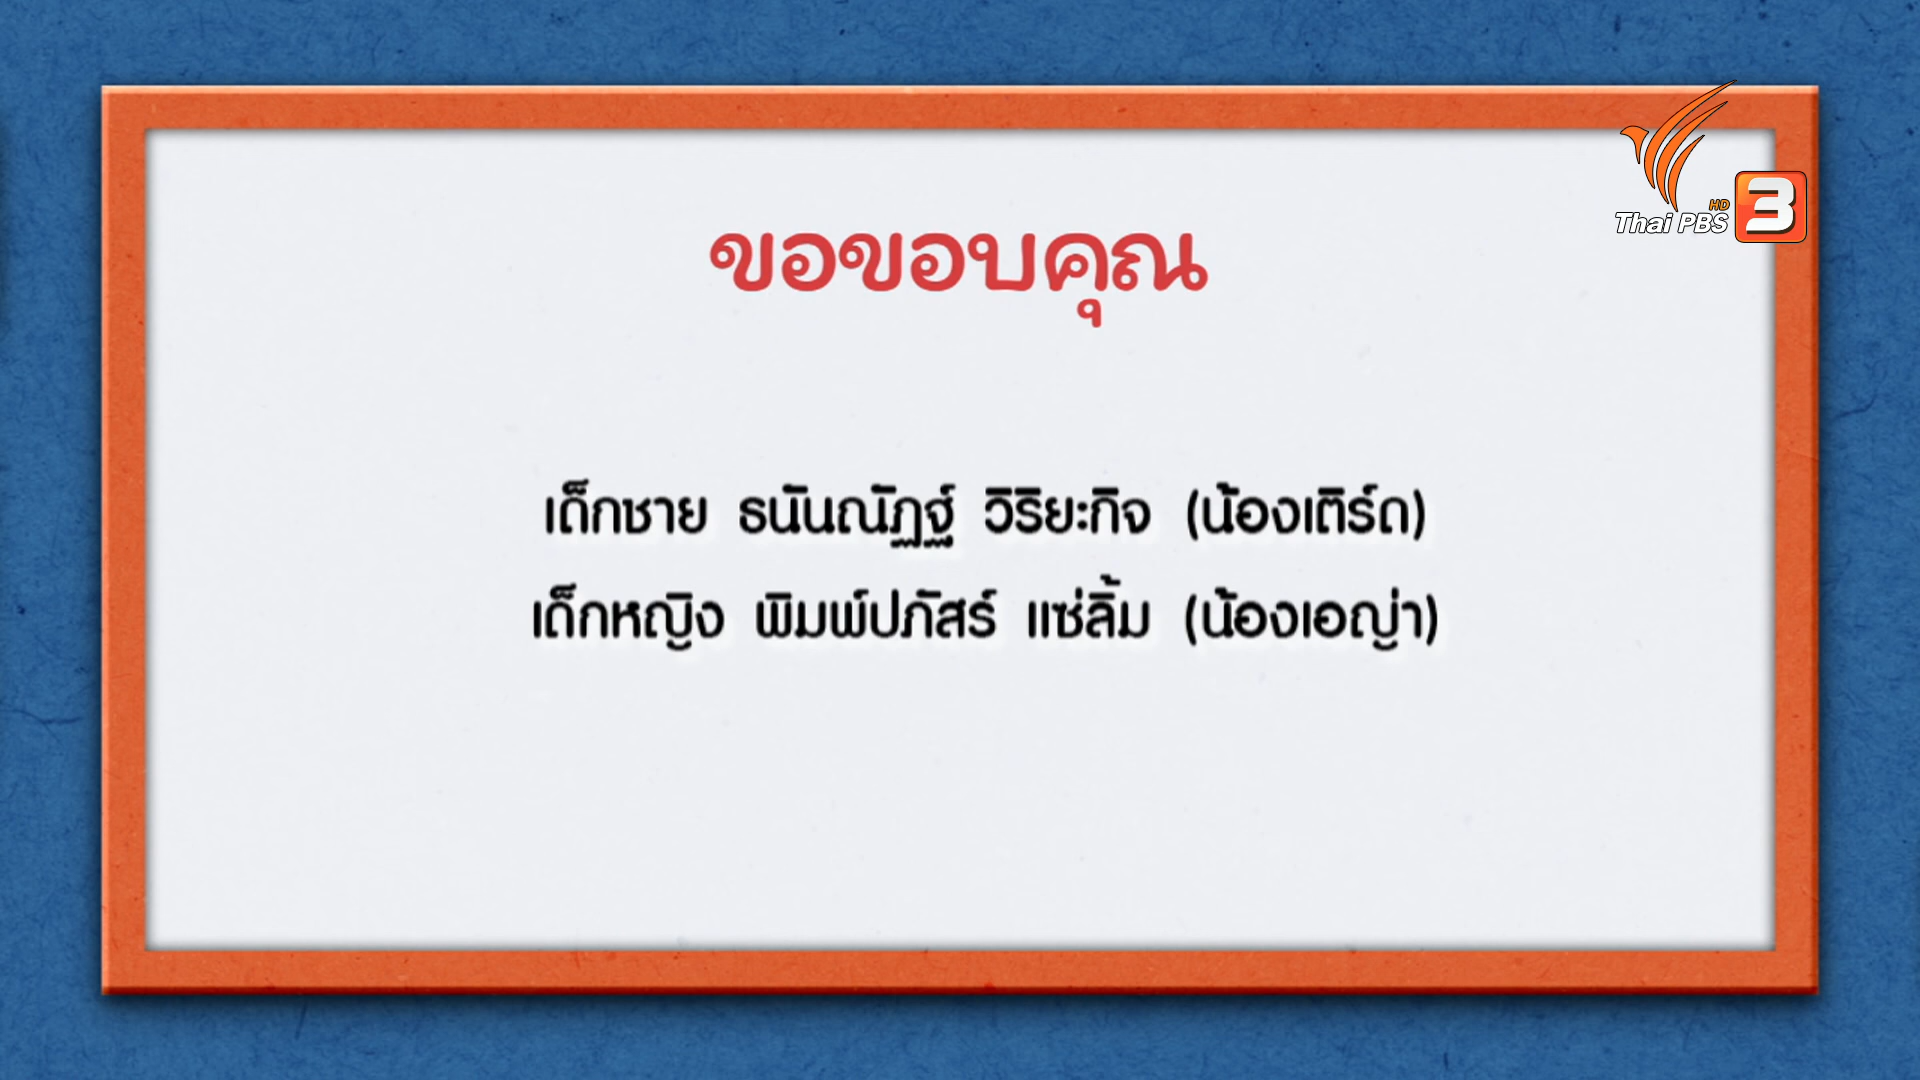 ขอขอบคุณ
เด็กชาย ธนันณัฏฐ์ วิริยะกิจ (น้องเติร์ด)
เด็กหญิง พิมพ์ปภัสร์ แซ่ลิ้ม (น้องเอญ่า)
HD
Thai PBS 3